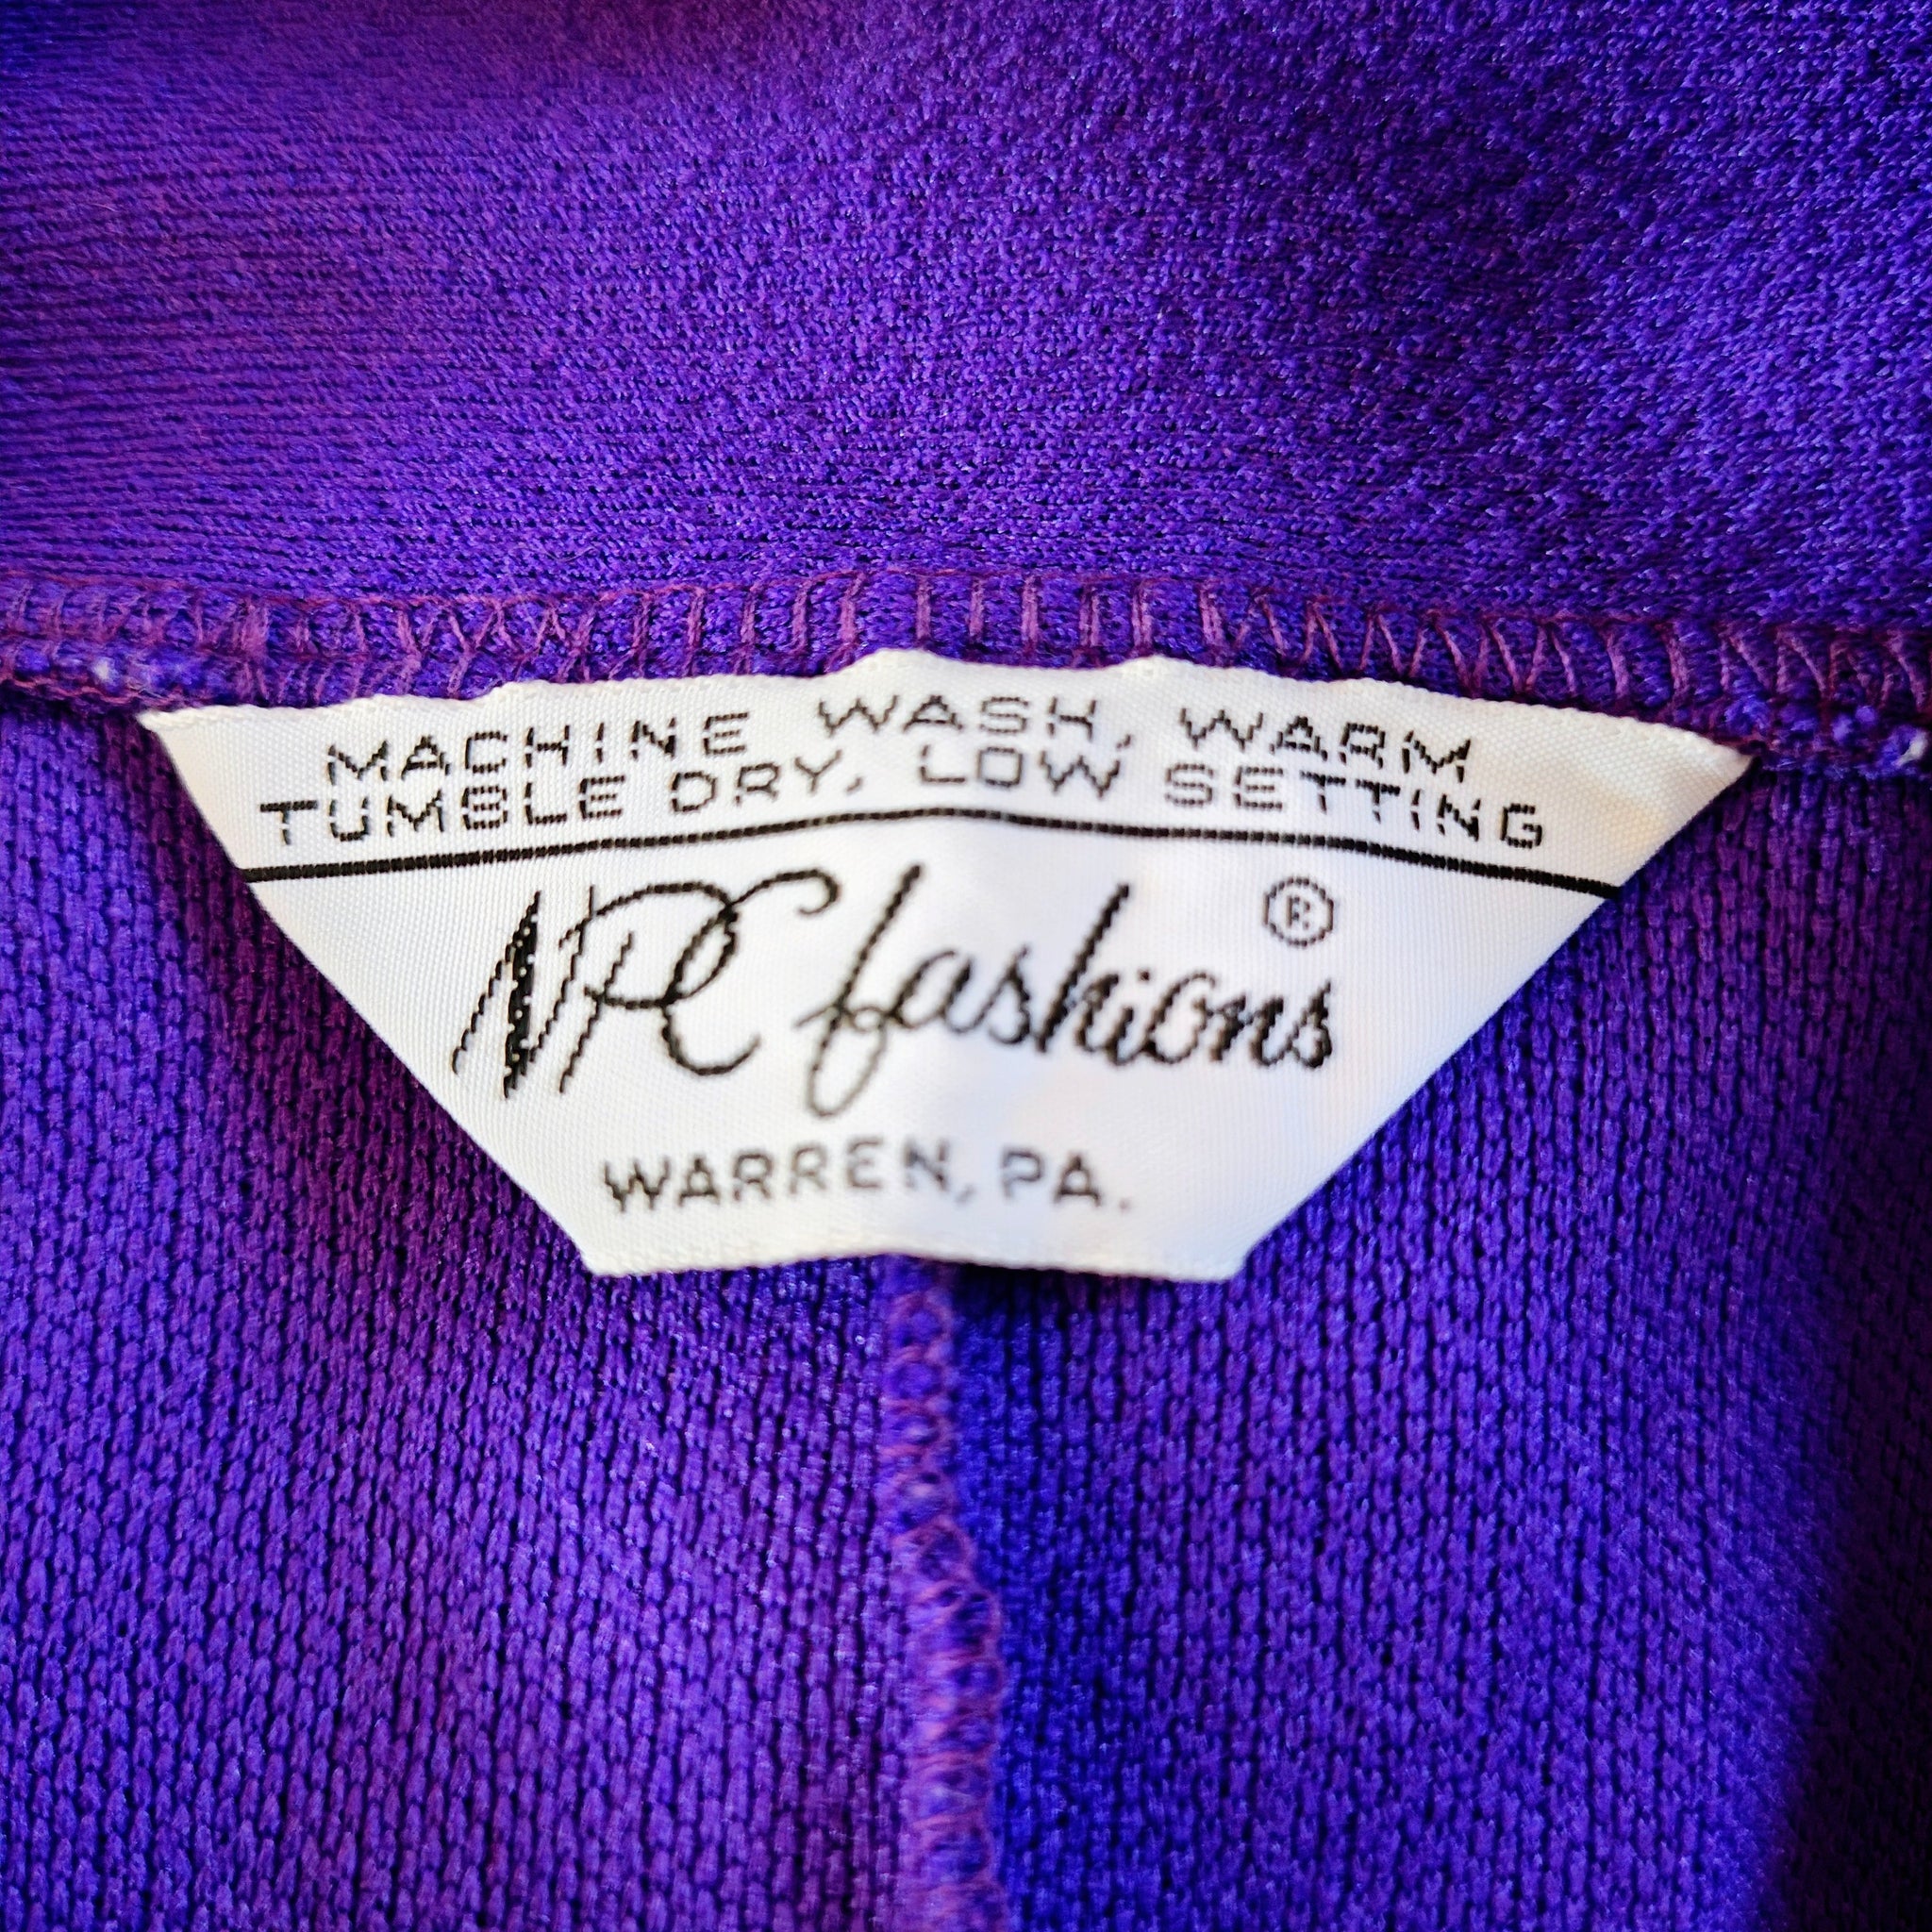 MACHINE WASH, WARM
TUMBLE DRY, LOW SETTING
NPC fashions ®
WARREN, PA.